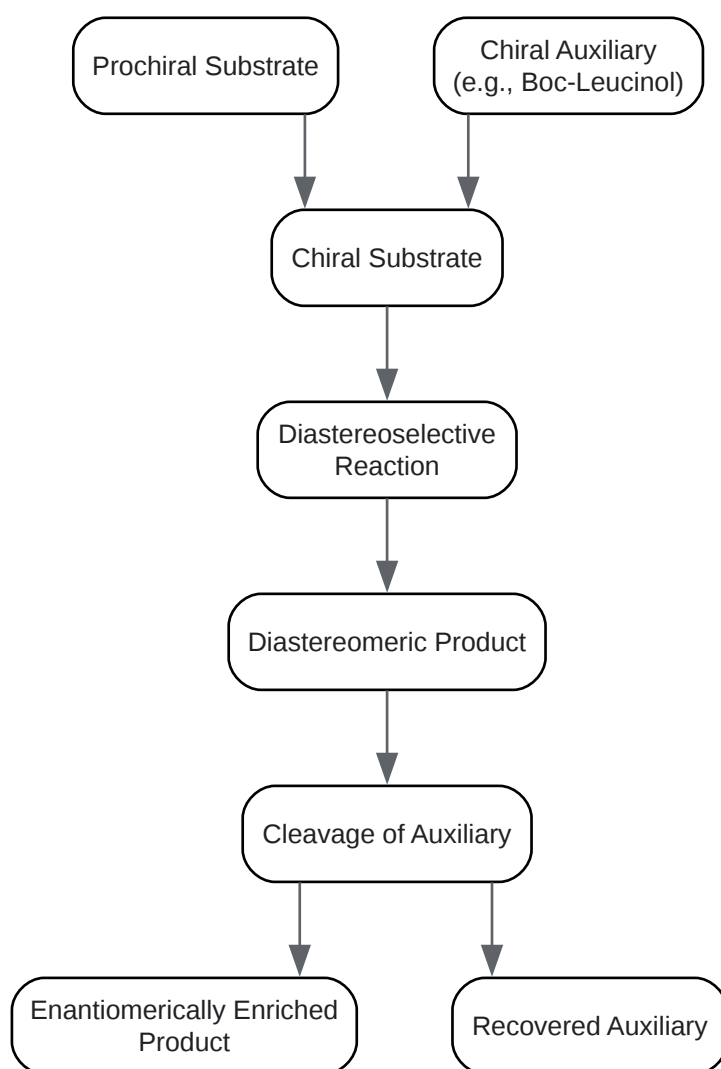 Prochiral Substrate
Chiral Auxiliary
(e.g., Boc-Leucinol)
Chiral Substrate
Diastereoselective
Reaction
Diastereomeric Product
Cleavage of Auxiliary
Enantiomerically Enriched
Product
Recovered Auxiliary